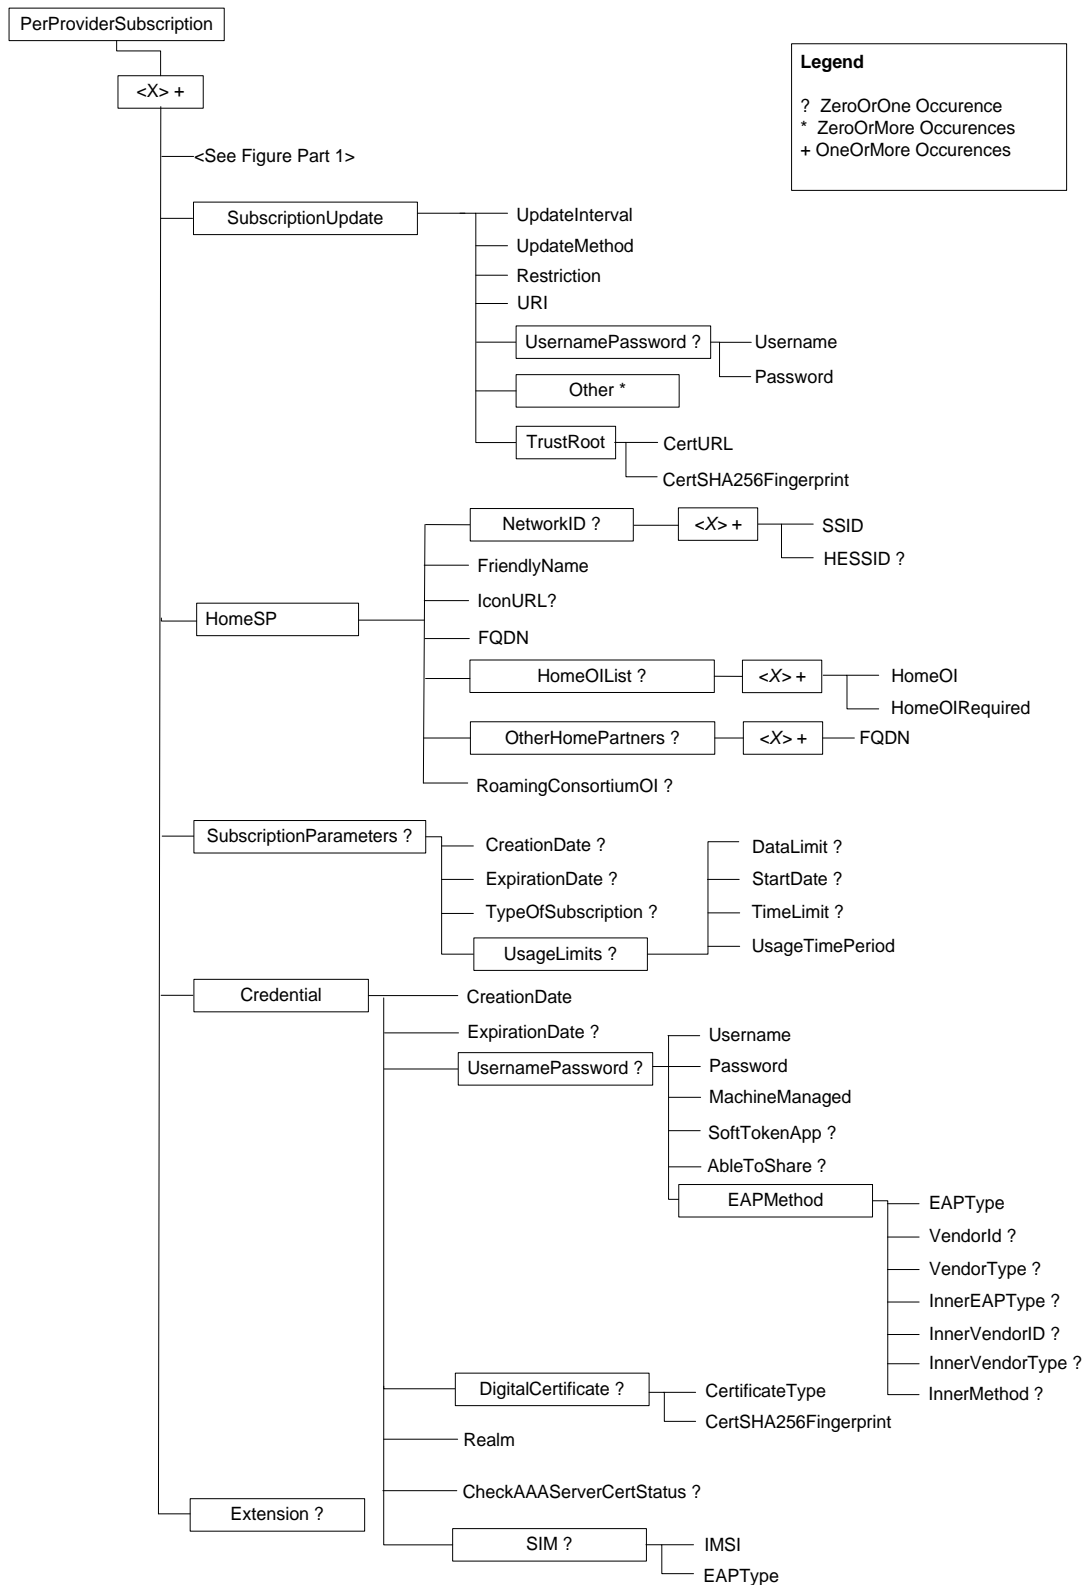 PerProviderSubscription
<X> +
Legend
? ZeroOrOne Occurence
* ZeroOrMore Occurences
+ OneOrMore Occurences
<See Figure Part 1>
SubscriptionUpdate
UpdateInterval
UpdateMethod
Restriction
URI
UsernamePassword ?
Username
Password
Other *
TrustRoot
CertURL
CertSHA256Fingerprint
HomeSP
NetworkID ?
<X> +
SSID
HESSID ?
FriendlyName
IconURL?
FQDN
HomeOIList ?
<X> +
HomeOI
HomeOIRequired
OtherHomePartners ?
<X> +
FQDN
RoamingConsortiumOI ?
SubscriptionParameters ?
CreationDate ?
ExpirationDate ?
TypeOfSubscription ?
UsageLimits ?
DataLimit ?
StartDate ?
TimeLimit ?
UsageTimePeriod
Credential
CreationDate
ExpirationDate ?
UsernamePassword ?
Username
Password
MachineManaged
SoftTokenApp ?
AbleToShare ?
EAPMethod
EAPType
VendorId ?
VendorType ?
InnerEAPType ?
InnerVendorID ?
InnerVendorType ?
InnerMethod ?
DigitalCertificate ?
CertificateType
CertSHA256Fingerprint
Realm
CheckAAAServerCertStatus ?
Extension ?
SIM ?
IMSI
EAPType